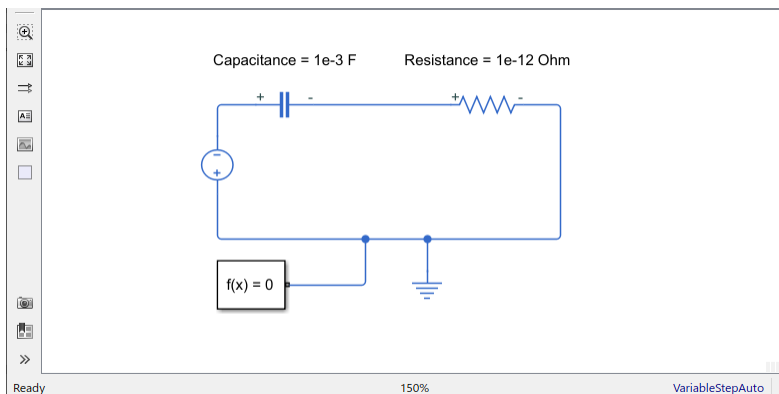 Capacitance = 1e-3 F
Resistance = 1e-12 Ohm
+ -
+ -
-
+
f(x) = 0
Ready
150%
VariableStepAuto